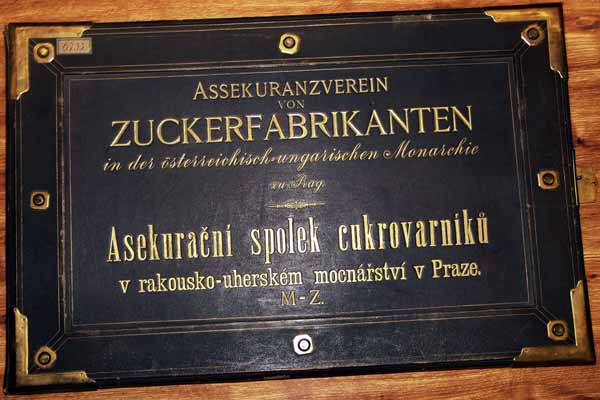 ASSEKURANZVEREIN
VON
ZUCKERFABRIKANTEN
in der österreichisch-ungarischen Monarchie
zu Prag.
Asekurační spolek cukrovarníků
v rakousko-uherském mocnářství v Praze.
M-Z.